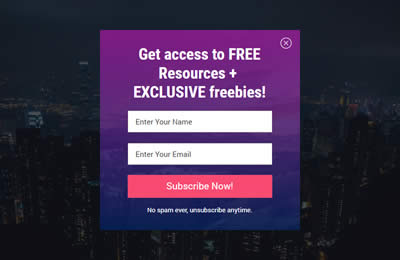 Get access to FREE
Resources +
EXCLUSIVE freebies!
Enter Your Name
Enter Your Email
Subscribe Now!
No spam ever, unsubscribe anytime.